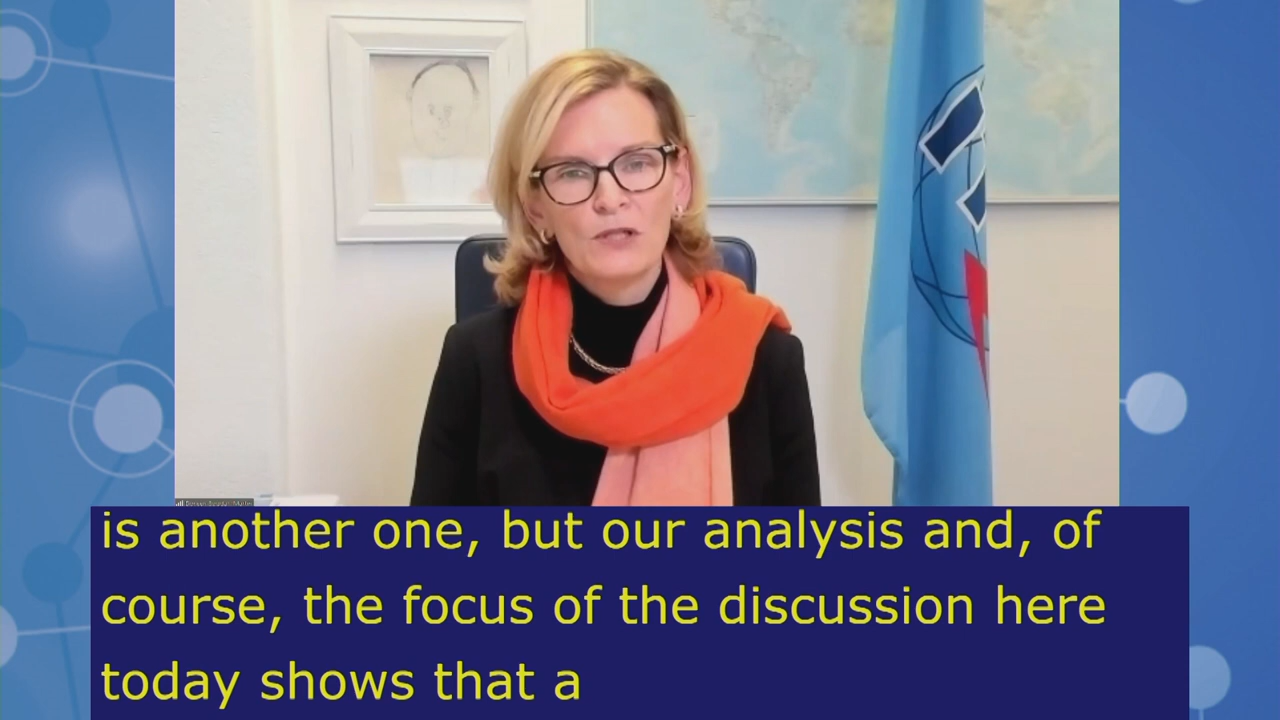 is another one, but our analysis and, of
course, the focus of the discussion here
today shows that a